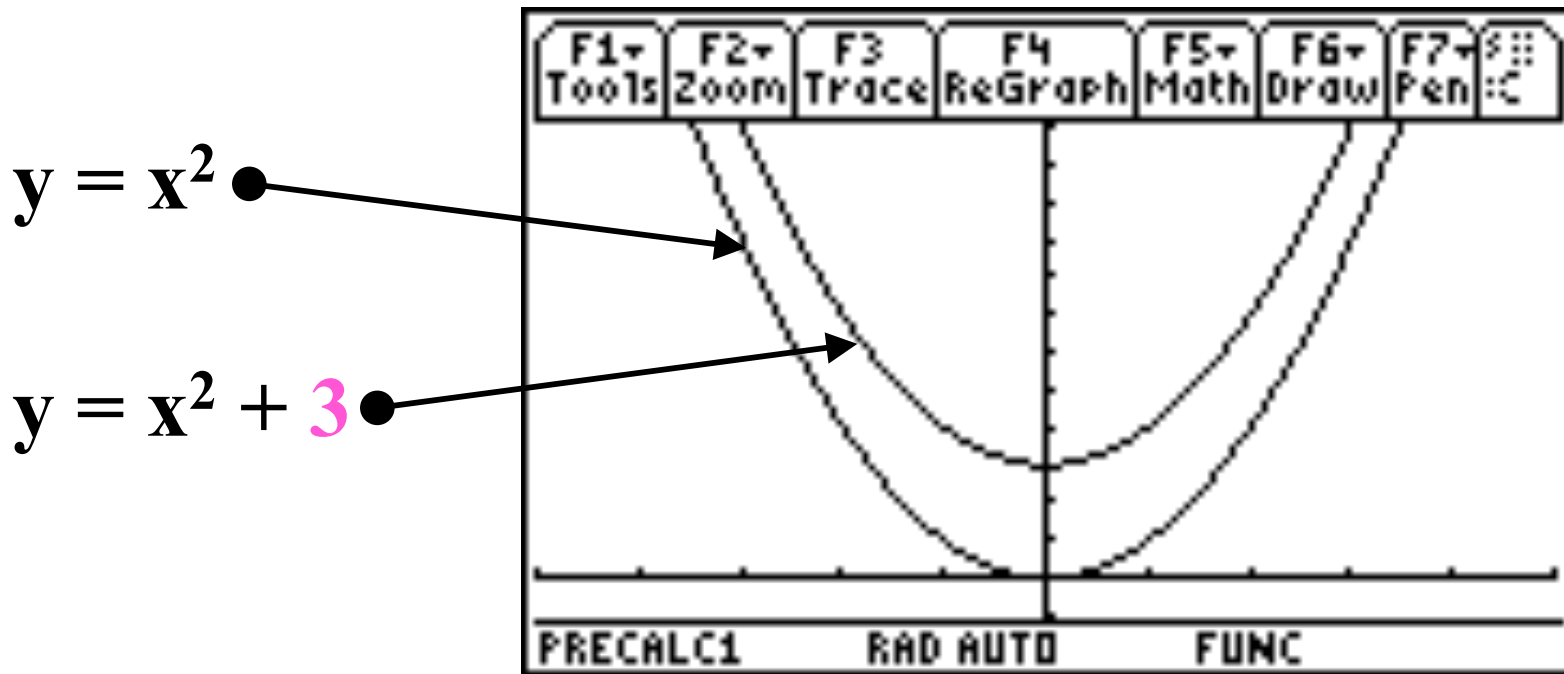 F1▾ F2▾ F3 F4 F5▾ F6▾ F7▾
Tools Zoom Trace ReGraph Math Draw Pen :C
y = x²
y = x² + 3
PRECALC1 RAD AUTO FUNC